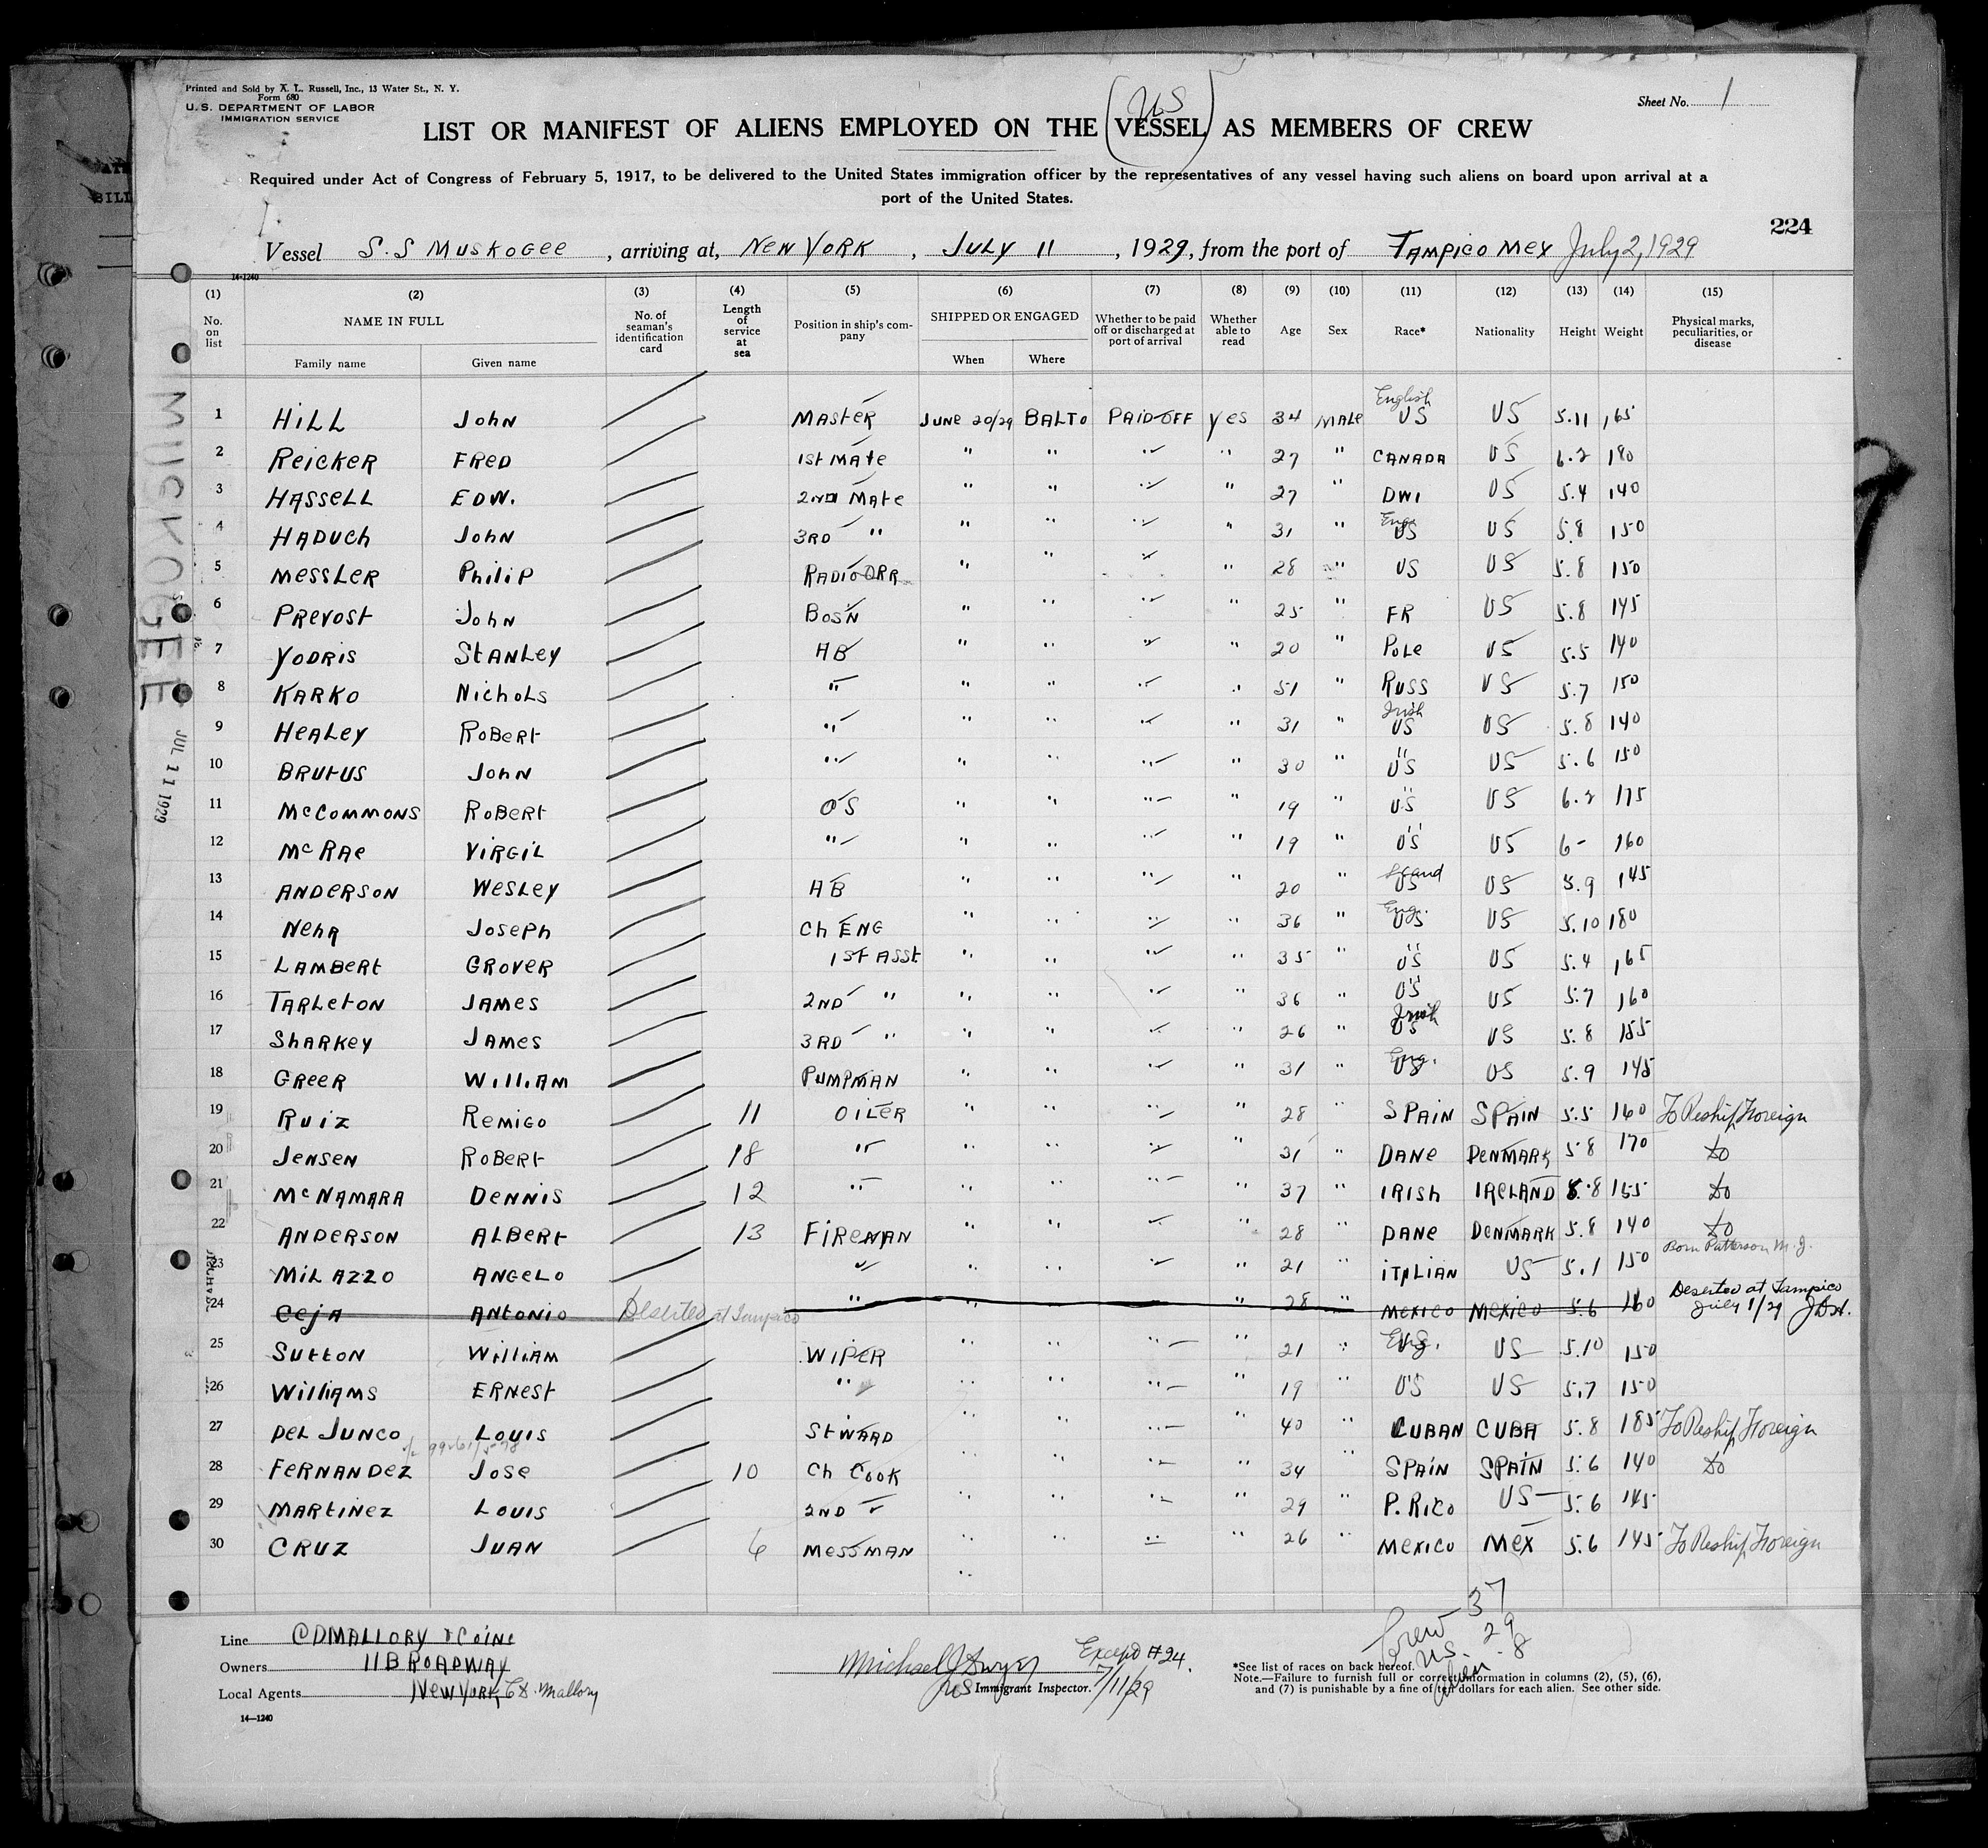 Printed and Sold by A. L. Russell, Inc., 13 Water St., N. Y.
Form 680
U. S. DEPARTMENT OF LABOR
IMMIGRATION SERVICE
US
Sheet No. 1
LIST OR MANIFEST OF ALIENS EMPLOYED ON THE VESSEL AS MEMBERS OF CREW
Required under Act of Congress of February 5, 1917, to be delivered to the United States immigration officer by the representatives of any vessel having such aliens on board upon arrival at a
port of the United States.
224
Vessel S.S MUSKOGEE, arriving at, NEW YORK, JULY 11, 1929, from the port of TAMPICO MEX July 2, 1929
14-1240
(1) No. on list (2) NAME IN FULL Family name Given name (3) No. of seaman's identification card (4) Length of service at sea (5) Position in ship's company (6) SHIPPED OR ENGAGED When Where (7) Whether to be paid off or discharged at port of arrival (8) Whether able to read (9) Age (10) Sex (11) Race* (12) Nationality (13) Height (14) Weight (15) Physical marks, peculiarities, or disease
MUSKOGEE
JUL 11 1929
1 HILL JOHN MASTER JUNE 20/29 BALTO PAID OFF YES 34 MALE English US US 5.11 165
2 REICKER FRED 1ST MATE " " " " 27 " CANADA US 6.2 180
3 HASSELL EDW. 2ND MATE " " " " 27 " DWI US 5.4 140
4 HADUCH JOHN 3RD " " " " " 31 " Eng. US US 5.8 150
5 MESSLER PHILIP RADIO OPR " " " " 28 " US US 5.8 150
6 PREVOST JOHN BOSN " " " " 25 " FR US 5.8 145
7 YODRIS STANLEY AB " " " " 20 " POLE US 5.5 140
8 KARKO NICHOLS " " " " " 51 " RUSS US 5.7 150
9 HEALEY ROBERT " " " " " 31 " Irish US US 5.8 140
10 BRUTUS JOHN " " " " " 30 " " US US 5.6 150
11 McCOMMONS ROBERT OS " " " " 19 " " US US 6.2 175
12 McRAE VIRGIL " " " " " 19 " " US US 6- 160
13 ANDERSON WESLEY AB " " " " 20 " Scand US US 5.9 145
14 NEHR JOSEPH CH ENG " " " " 36 " Eng. US US 5.10 180
15 LAMBERT GROVER 1ST ASST " " " " 35 " " US US 5.4 165
16 TARLETON JAMES 2ND " " " " " 36 " " US US 5.7 160
17 SHARKEY JAMES 3RD " " " " " 26 " Irish US US 5.8 155
18 GREER WILLIAM PUMPMAN " " " " 31 " Eng. US US 5.9 145
19 RUIZ REMIGO 11 OILER " " " " 28 " SPAIN SPAIN 5.5 160 To Reship Foreign
20 JENSEN ROBERT 18 " " " " " 31 " DANE DENMARK 5.8 170 do
21 McNAMARA DENNIS 12 " " " " " 37 " IRISH IRELAND 5.8 155 do
22 ANDERSON ALBERT 13 FIREMAN " " " " 28 " DANE DENMARK 5.8 140 do
23 MILAZZO ANGELO " " " " " 21 " ITALIAN US 5.1 150 Born Patterson N.J.
24 CEJA ANTONIO Deserted at Tampico " " " 28 " MEXICO MEXICO 5.6 160 Deserted at Tampico July 1/29
25 SUTTON WILLIAM WIPER " " " " 21 " Eng. US US 5.10 150
26 WILLIAMS ERNEST " " " " " 19 " " US US 5.7 150
27 DEL JUNCO LOUIS STWARD " " " " 40 " CUBAN CUBA 5.8 185 To Reship Foreign
28 FERNANDEZ JOSE 10 CH COOK " " " " 34 " SPAIN SPAIN 5.6 140 do
29 MARTINEZ LOUIS 2ND " " " " " 29 " P. RICO US 5.6 145
30 CRUZ JUAN 6 MESSMAN " " " " 26 " MEXICO MEX 5.6 145 To Reship Foreign
Crew 37
U.S. 29
Alien 8
Line CD MALLORY & CO INC
Owners 11 BROADWAY
Local Agents NEW YORK, C.D. Mallory
Except #24.
Michael J Dwyer
Immigrant Inspector. 7/11/29
*See list of races on back hereof.
Note.—Failure to furnish full or correct information in columns (2), (5), (6),
and (7) is punishable by a fine of ten dollars for each alien. See other side.
14—1240